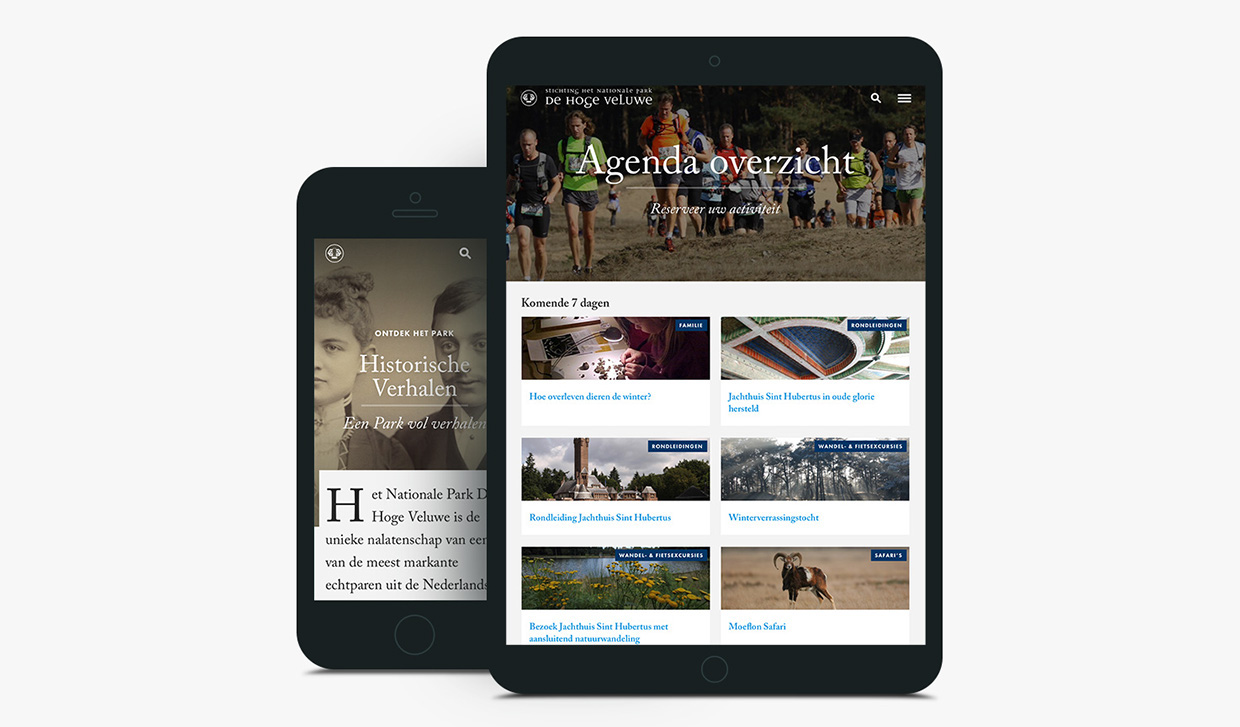 ONTDEK HET PARK
Historische
Verhalen
Een Park vol verhalen
Het Nationale Park D
Hoge Veluwe is de
unieke nalatenschap van een
van de meest markante
echtparen uit de Nederlands
STICHTING HET NATIONALE PARK
DE HOGE VELUWE
Agenda overzicht
Reserveer uw activiteit
Komende 7 dagen
FAMILIE
Hoe overleven dieren de winter?
RONDLEIDINGEN
Jachthuis Sint Hubertus in oude glorie
hersteld
RONDLEIDINGEN
Rondleiding Jachthuis Sint Hubertus
WANDEL- & FIETSEXCURSIES
Winterverrassingstocht
WANDEL- & FIETSEXCURSIES
Bezoek Jachthuis Sint Hubertus met
aansluitend natuurwandeling
SAFARI'S
Moeflon Safari